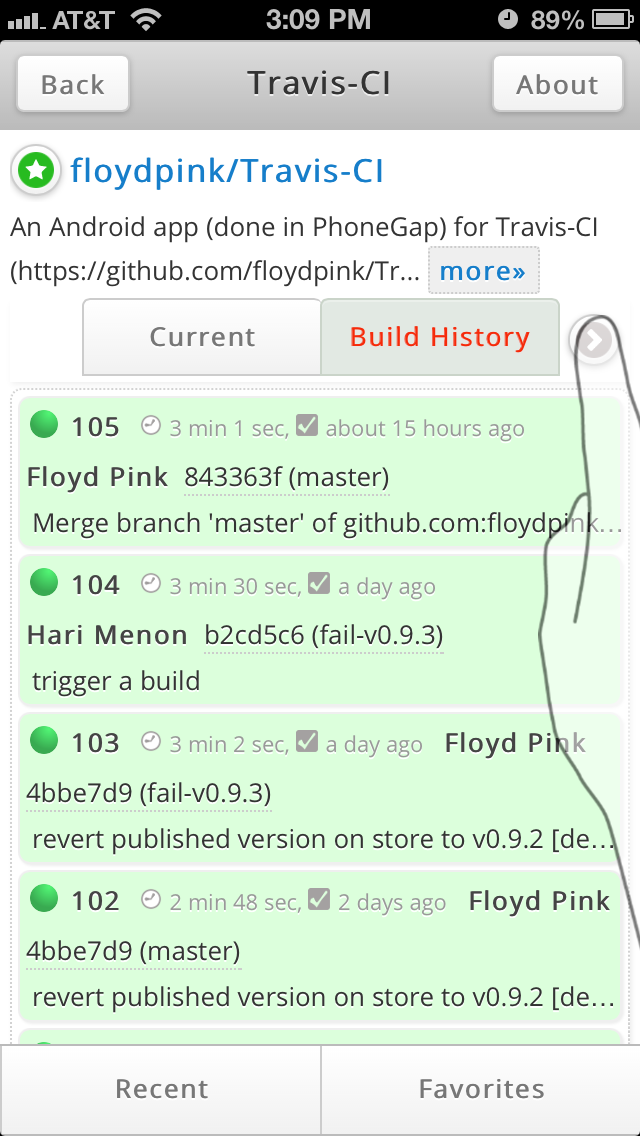 AT&T 3:09 PM 89%
Back Travis-CI About
floydpink/Travis-CI
An Android app (done in PhoneGap) for Travis-CI
(https://github.com/floydpink/Tr... more»
Current Build History
105 3 min 1 sec, about 15 hours ago
Floyd Pink 843363f (master)
Merge branch 'master' of github.com:floydpink...
104 3 min 30 sec, a day ago
Hari Menon b2cd5c6 (fail-v0.9.3)
trigger a build
103 3 min 2 sec, a day ago Floyd Pink
4bbe7d9 (fail-v0.9.3)
revert published version on store to v0.9.2 [de...
102 2 min 48 sec, 2 days ago Floyd Pink
4bbe7d9 (master)
revert published version on store to v0.9.2 [de...
Recent Favorites